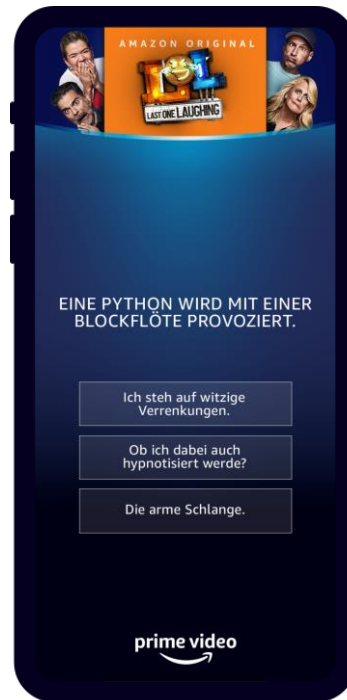 AMAZON ORIGINAL
LOL
LAST ONE LAUGHING
EINE PYTHON WIRD MIT EINER
BLOCKFLÖTE PROVOZIERT.
Ich steh auf witzige
Verrenkungen.
Ob ich dabei auch
hypnotisiert werde?
Die arme Schlange.
prime video